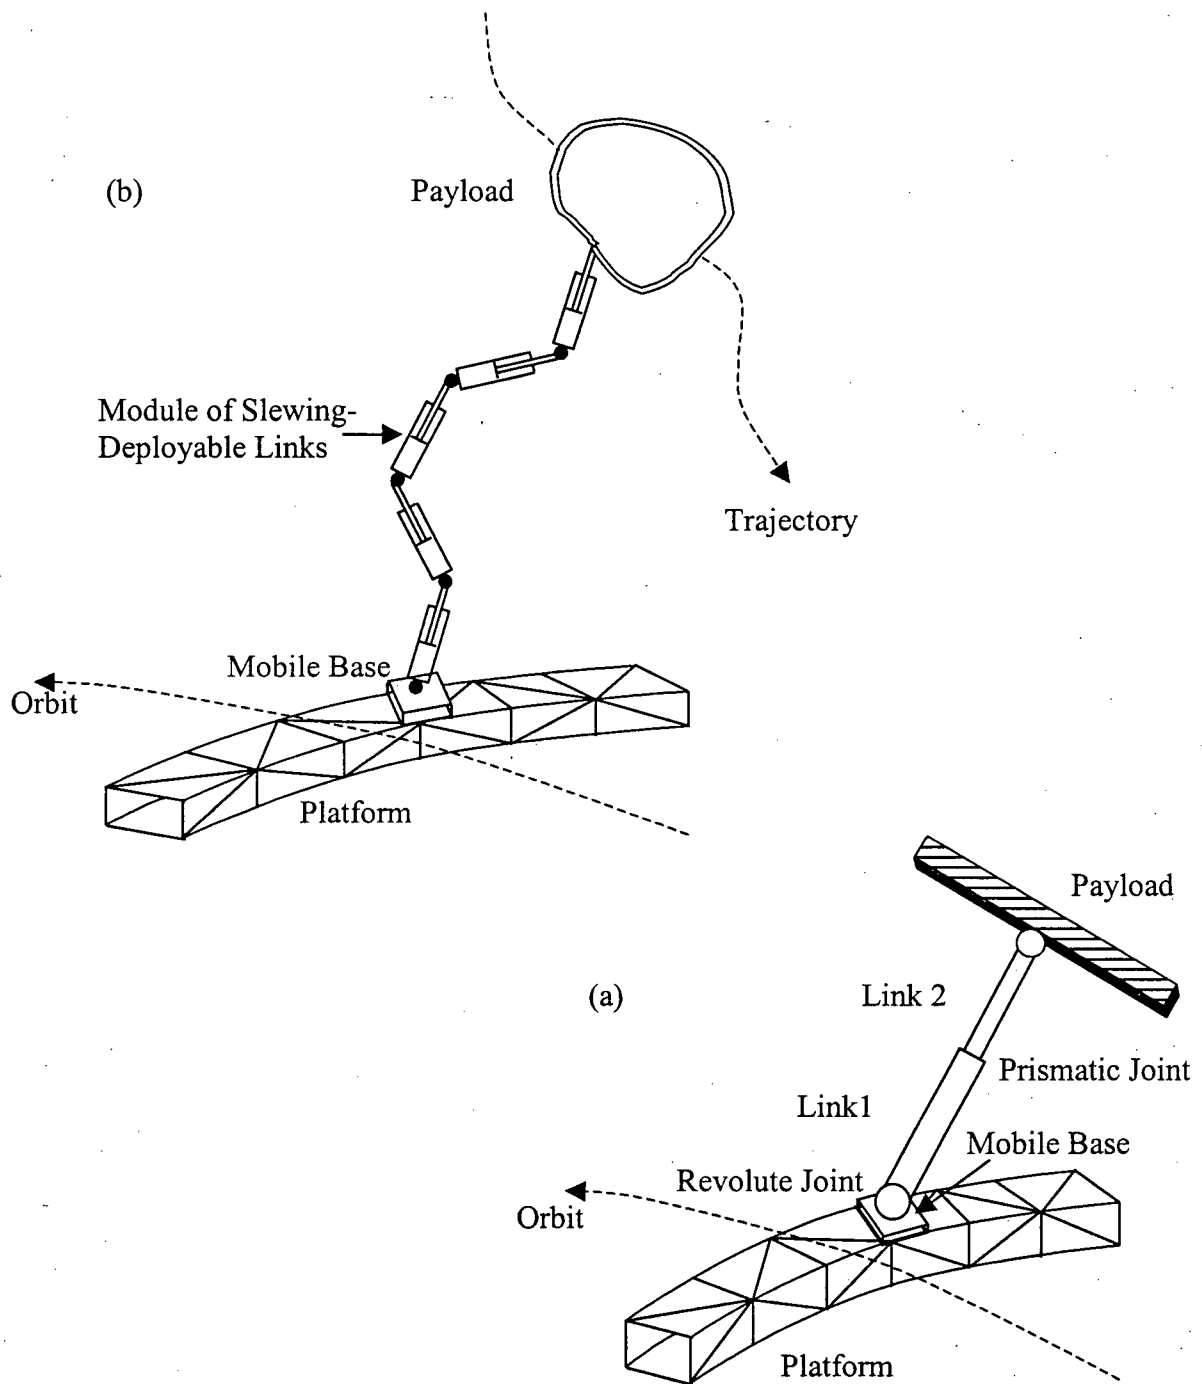 (b)
Payload
Module of Slewing-
Deployable Links
Trajectory
Mobile Base
Orbit
Platform
Payload
(a)
Link 2
Prismatic Joint
Link1
Mobile Base
Revolute Joint
Orbit
Platform